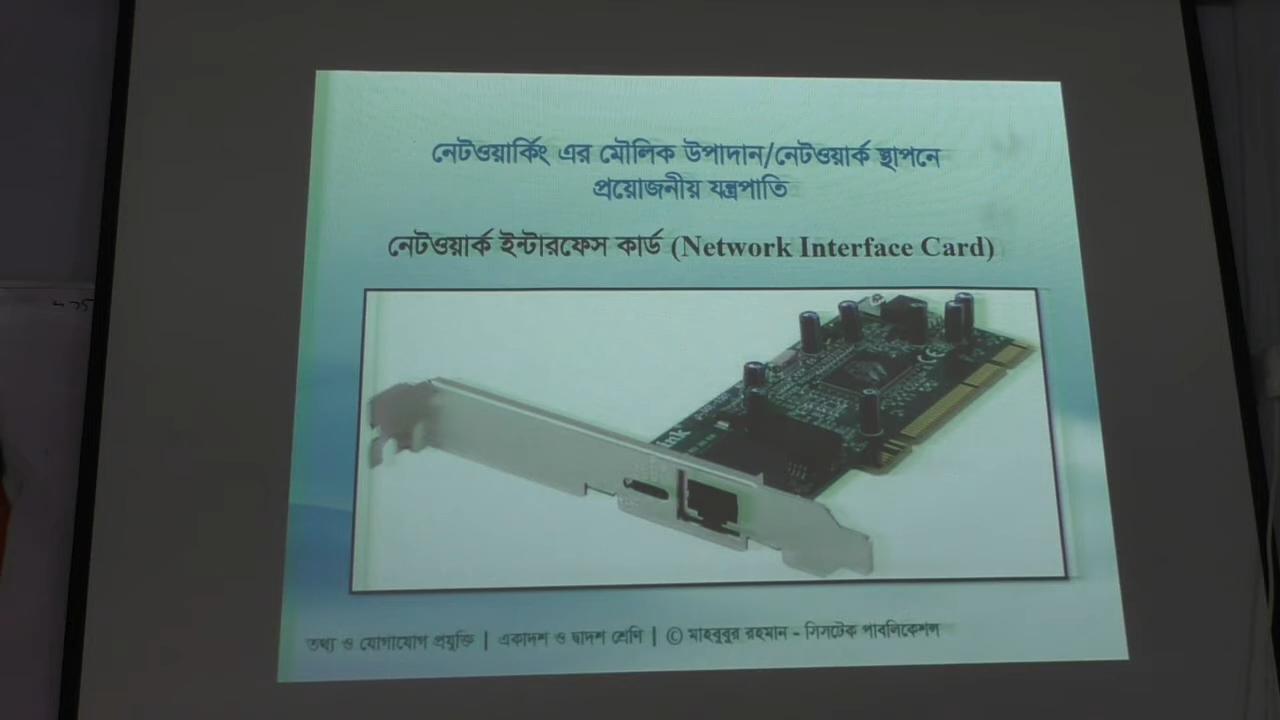 নেটওয়ার্কিং এর মৌলিক উপাদান/নেটওয়ার্ক স্থাপনে
প্রয়োজনীয় যন্ত্রপাতি
নেটওয়ার্ক ইন্টারফেস কার্ড (Network Interface Card)
তথ্য ও যোগাযোগ প্রযুক্তি | একাদশ ও দ্বাদশ শ্রেণি | © মাহবুবুর রহমান - সিসটেক পাবলিকেশন্স